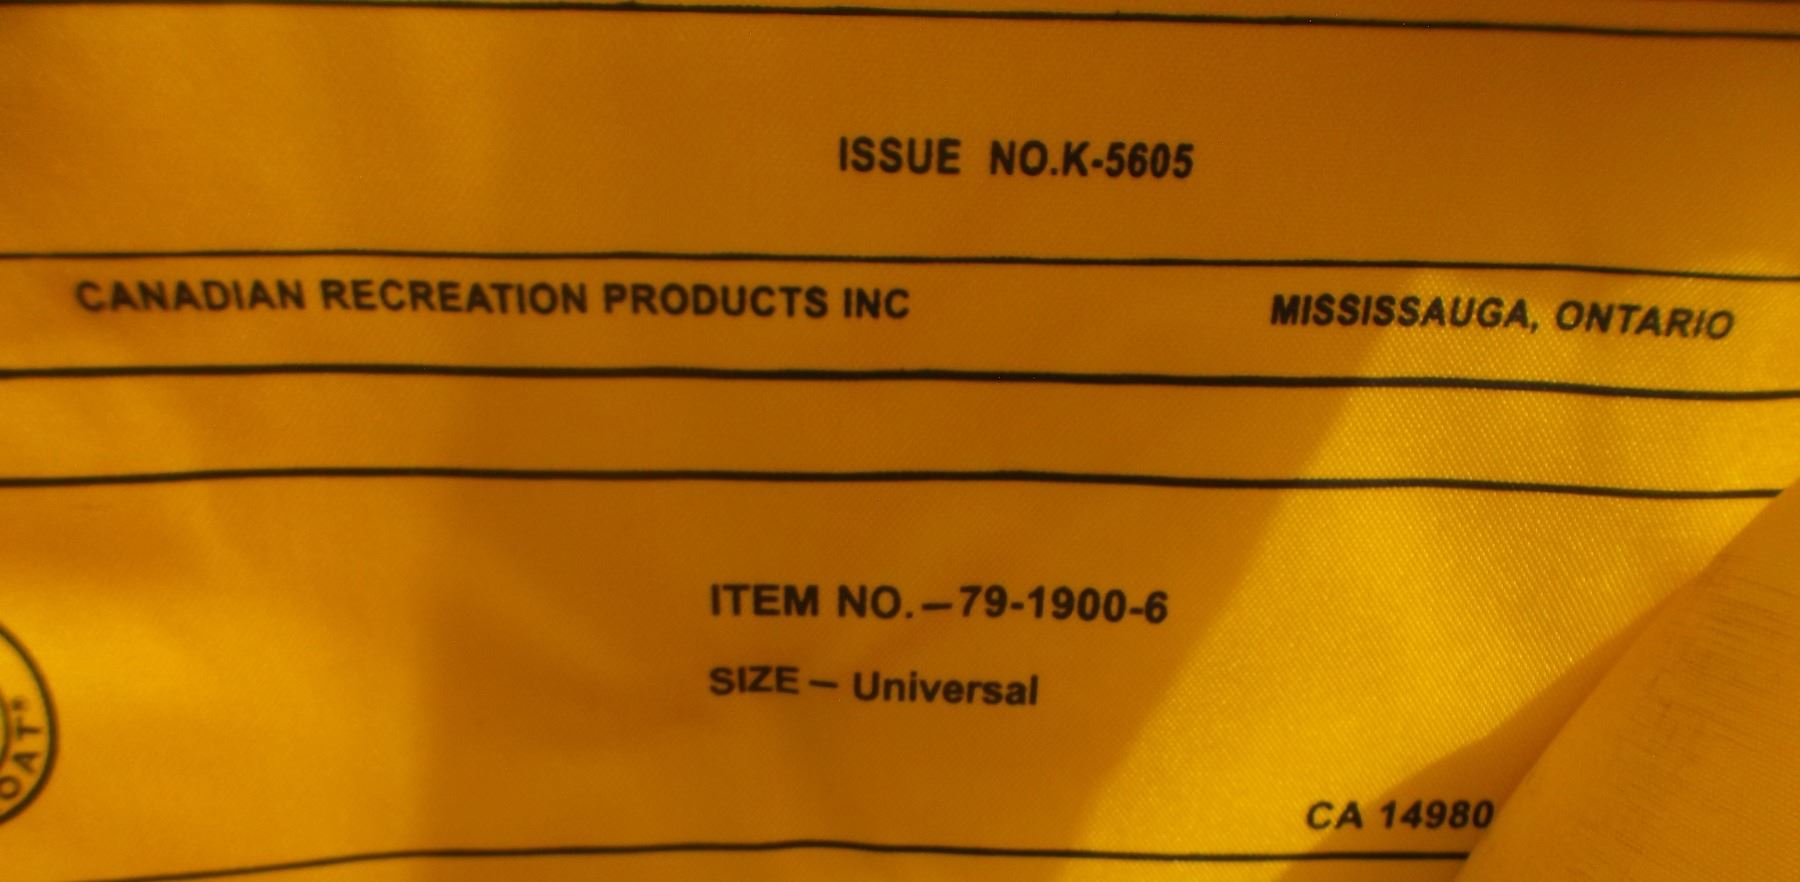 ISSUE NO.K-5605
CANADIAN RECREATION PRODUCTS INC MISSISSAUGA, ONTARIO
ITEM NO.–79-1900-6
SIZE – Universal
CA 14980